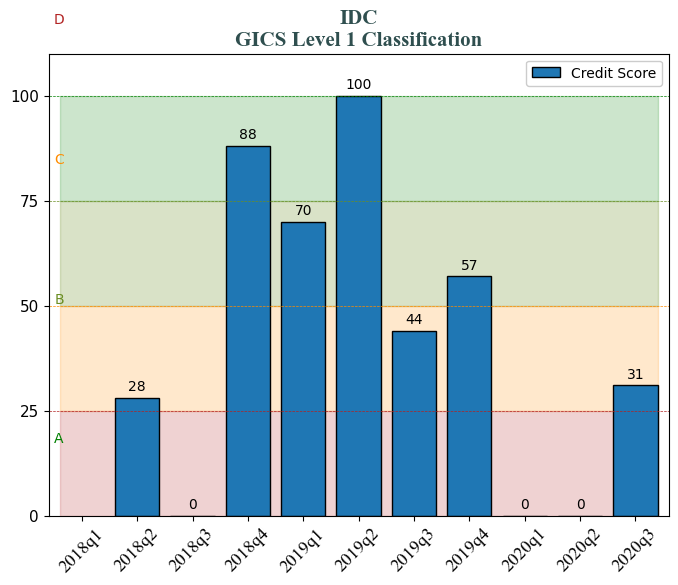 D
IDC
GICS Level 1 Classification
Credit Score
100
75
50
25
0
C
B
A
28
0
88
70
100
44
57
0
0
31
2018q1
2018q2
2018q3
2018q4
2019q1
2019q2
2019q3
2019q4
2020q1
2020q2
2020q3